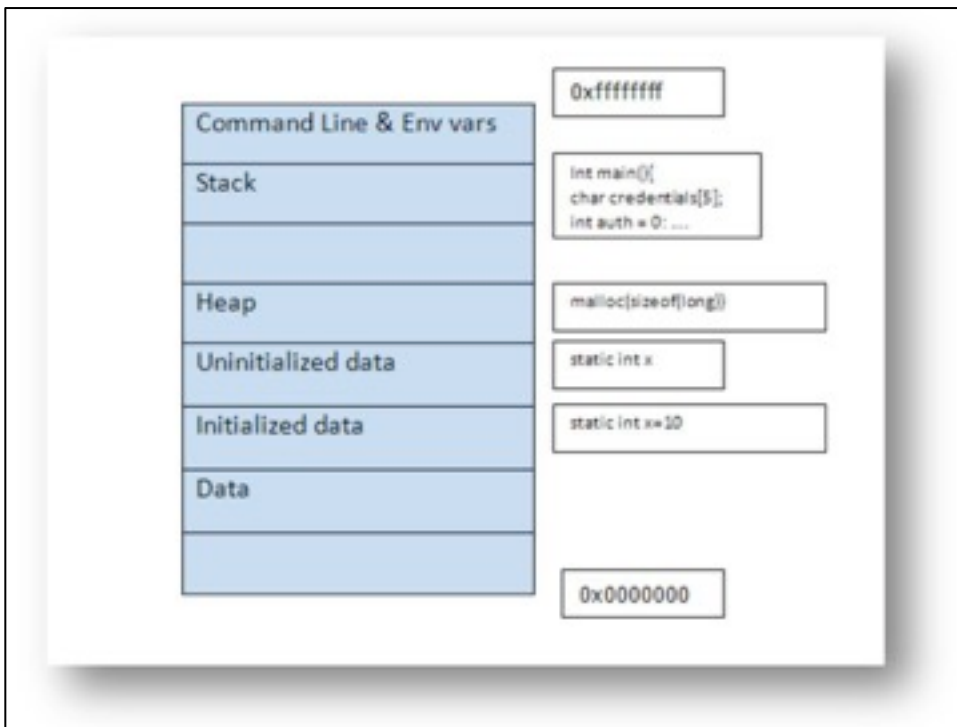 0xffffffff
Command Line & Env vars
Stack
Int main(){
char credentials[5];
int auth = 0: ....
Heap
malloc(sizeof(long))
Uninitialized data
static int x
Initialized data
static int x=10
Data
0x0000000